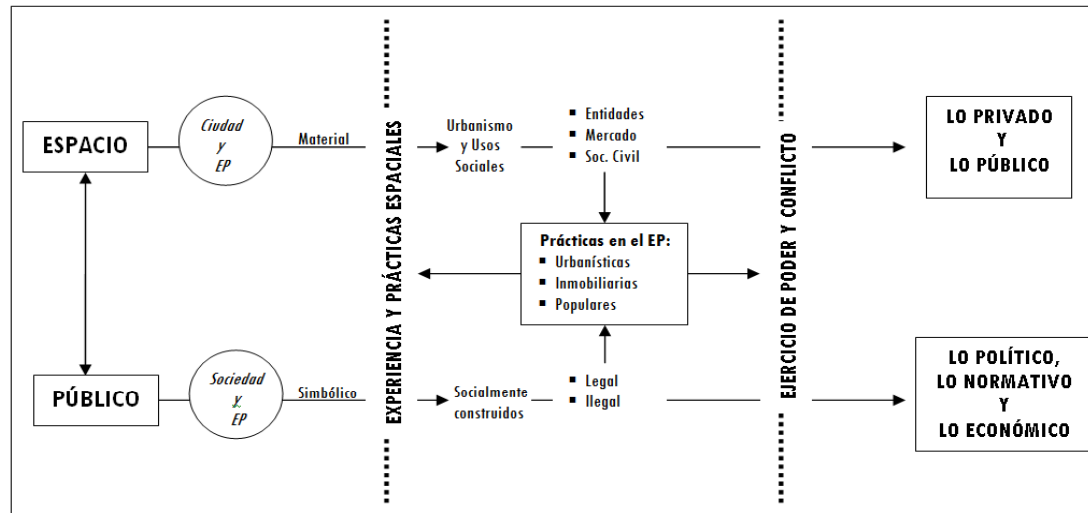 ESPACIO
Ciudad
y
EP
Material
Urbanismo
y Usos
Sociales
▪ Entidades
▪ Mercado
▪ Soc. Civil
LO PRIVADO
Y
LO PÚBLICO
EXPERIENCIA Y PRÁCTICAS ESPACIALES
Prácticas en el EP:
▪ Urbanísticas
▪ Inmobiliarias
▪ Populares
EJERCICIO DE PODER Y CONFLICTO
PÚBLICO
Sociedad
y
EP
Simbólico
Socialmente
construidos
▪ Legal
▪ Ilegal
LO POLÍTICO,
LO NORMATIVO
Y
LO ECONÓMICO